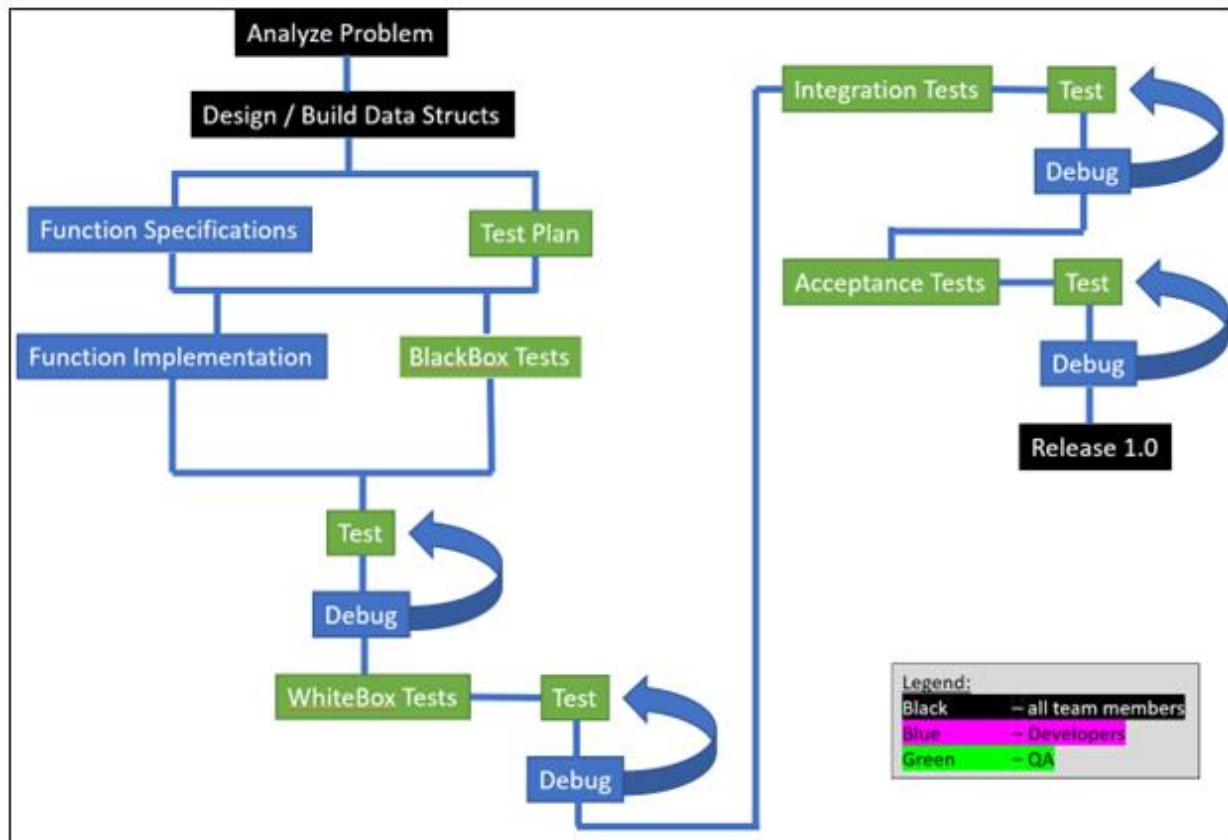 Analyze Problem
Design / Build Data Structs
Function Specifications
Test Plan
Function Implementation
BlackBox Tests
Test
Debug
WhiteBox Tests
Test
Debug
Integration Tests
Test
Debug
Acceptance Tests
Test
Debug
Release 1.0
Legend:
Black – all team members
Blue – Developers
Green – QA